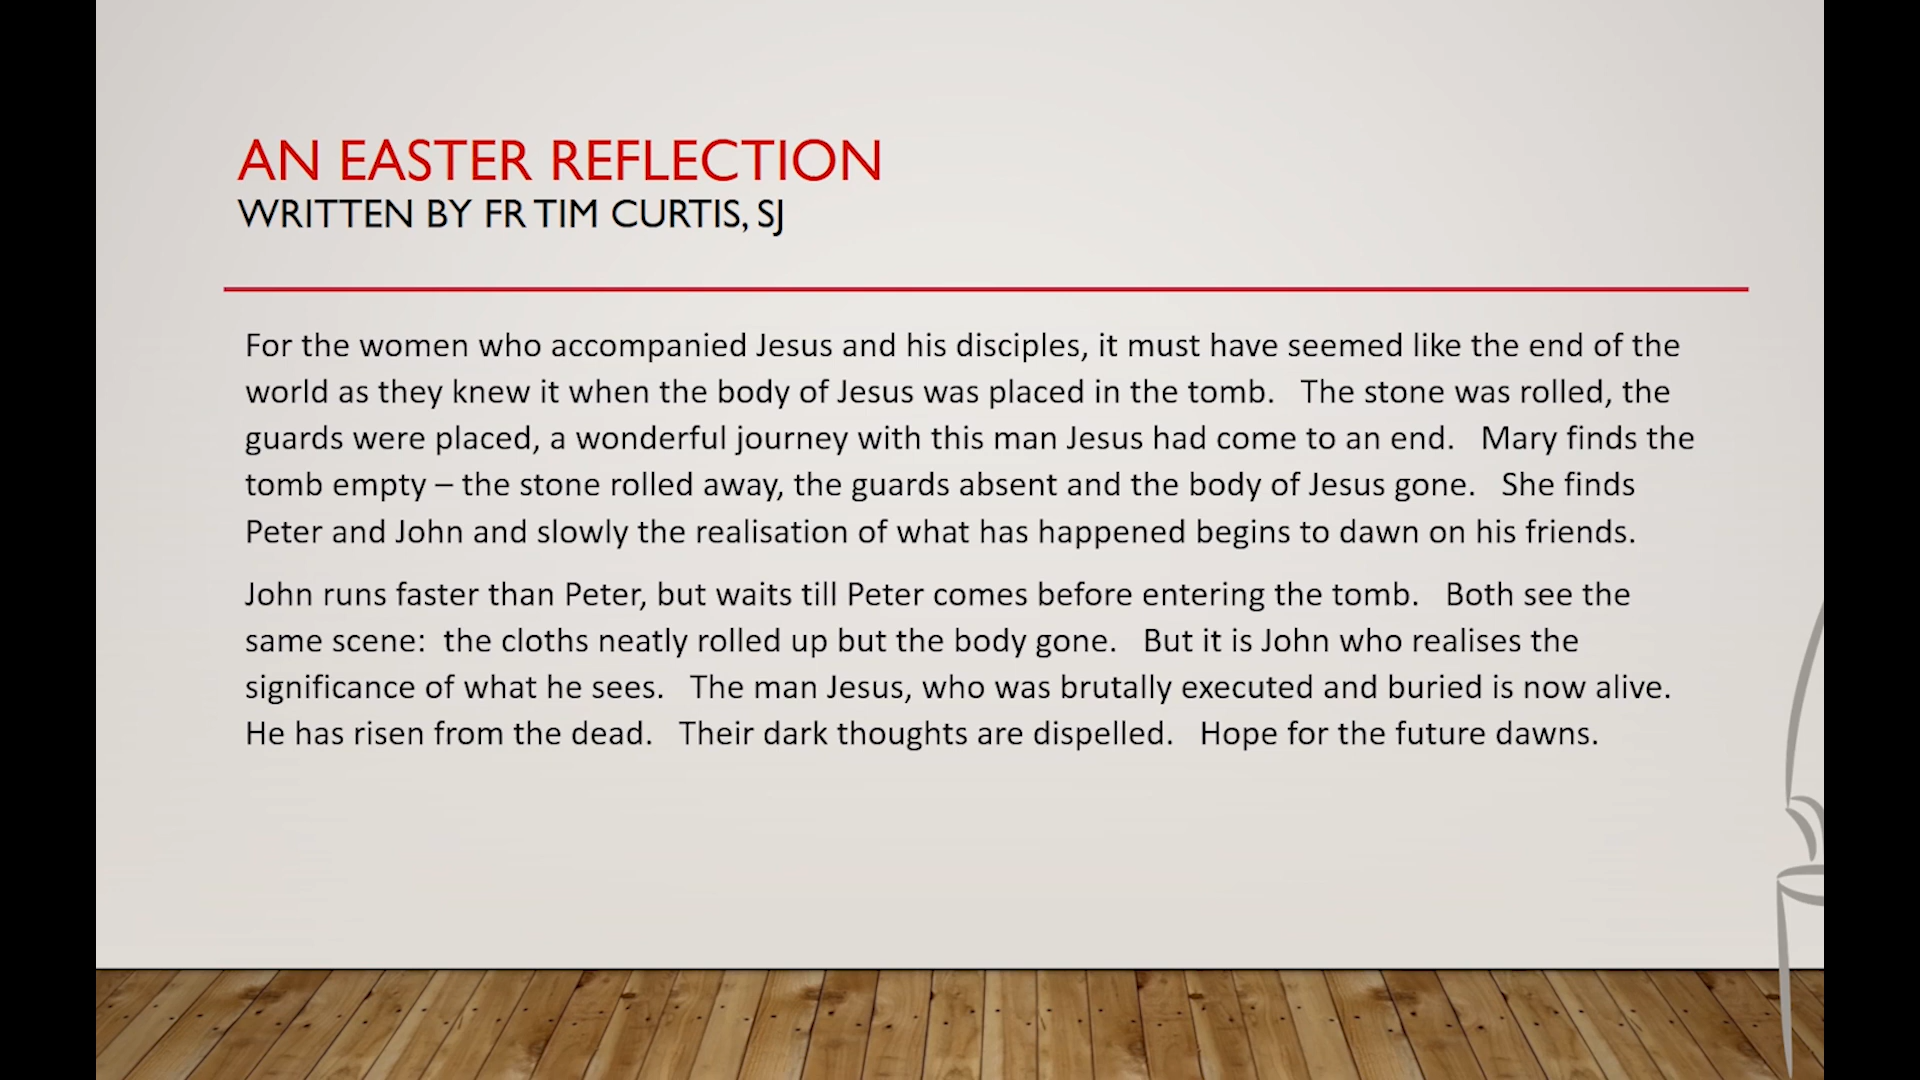 AN EASTER REFLECTION
WRITTEN BY FR TIM CURTIS, SJ
For the women who accompanied Jesus and his disciples, it must have seemed like the end of the
world as they knew it when the body of Jesus was placed in the tomb.   The stone was rolled, the
guards were placed, a wonderful journey with this man Jesus had come to an end.   Mary finds the
tomb empty – the stone rolled away, the guards absent and the body of Jesus gone.   She finds
Peter and John and slowly the realisation of what has happened begins to dawn on his friends.
John runs faster than Peter, but waits till Peter comes before entering the tomb.   Both see the
same scene:  the cloths neatly rolled up but the body gone.   But it is John who realises the
significance of what he sees.   The man Jesus, who was brutally executed and buried is now alive.
He has risen from the dead.   Their dark thoughts are dispelled.   Hope for the future dawns.